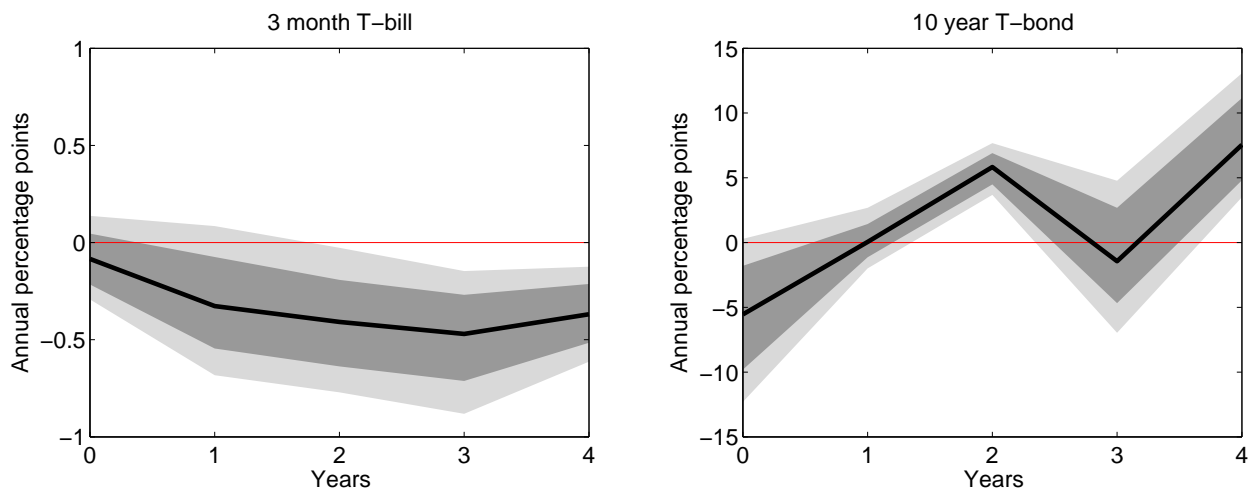 3 month T−bill
Annual percentage points
1
0.5
0
−0.5
−1
0 1 2 3 4
Years
10 year T−bond
Annual percentage points
15
10
5
0
−5
−10
−15
0 1 2 3 4
Years